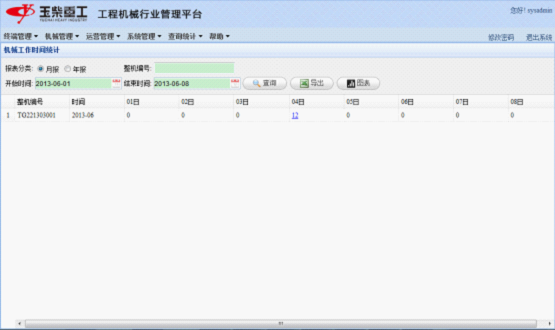 玉柴重工 工程机械行业管理平台 您好! sysadmin
YUCHAI HEAVY INDUSTRY
终端管理 机械管理 运营管理 系统管理 查询统计 帮助 修改密码 退出系统
机械工作时间统计
报表分类: 月报 年报 整机编号:
开始时间: 2013-06-01 结束时间: 2013-06-08 查询 导出 图表
整机编号 时间 01日 02日 03日 04日 05日 06日 07日 08日
1 TG221303001 2013-06 0 0 0 12 0 0 0 0